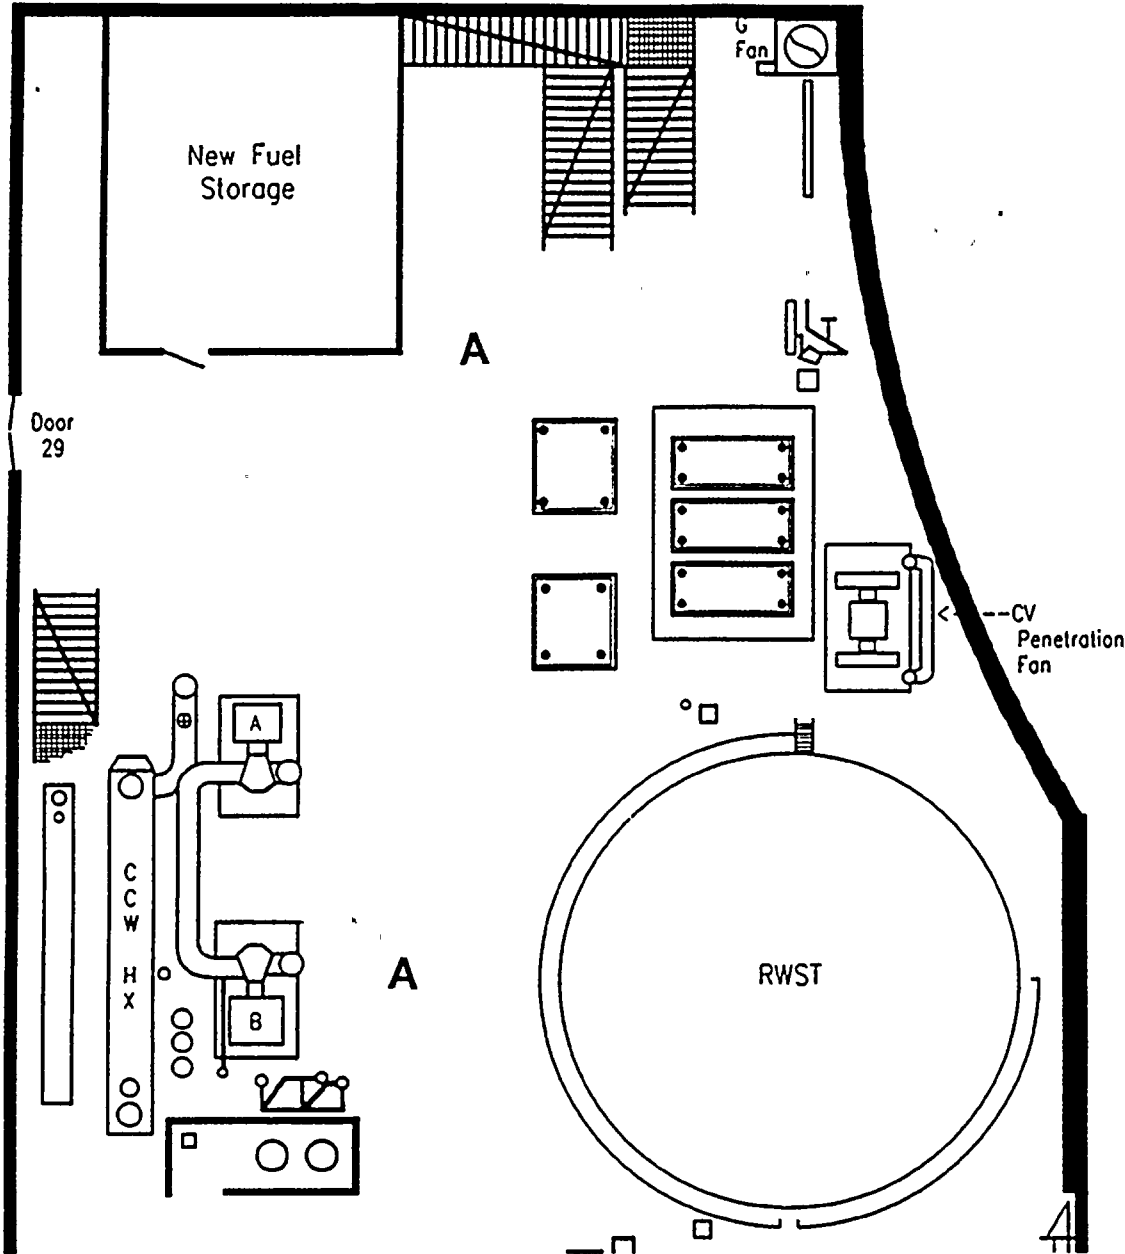 G
Fan
New Fuel
Storage
A
Door
29
<--CV
Penetration
Fan
A
C
C
W
H
X
A
RWST
B